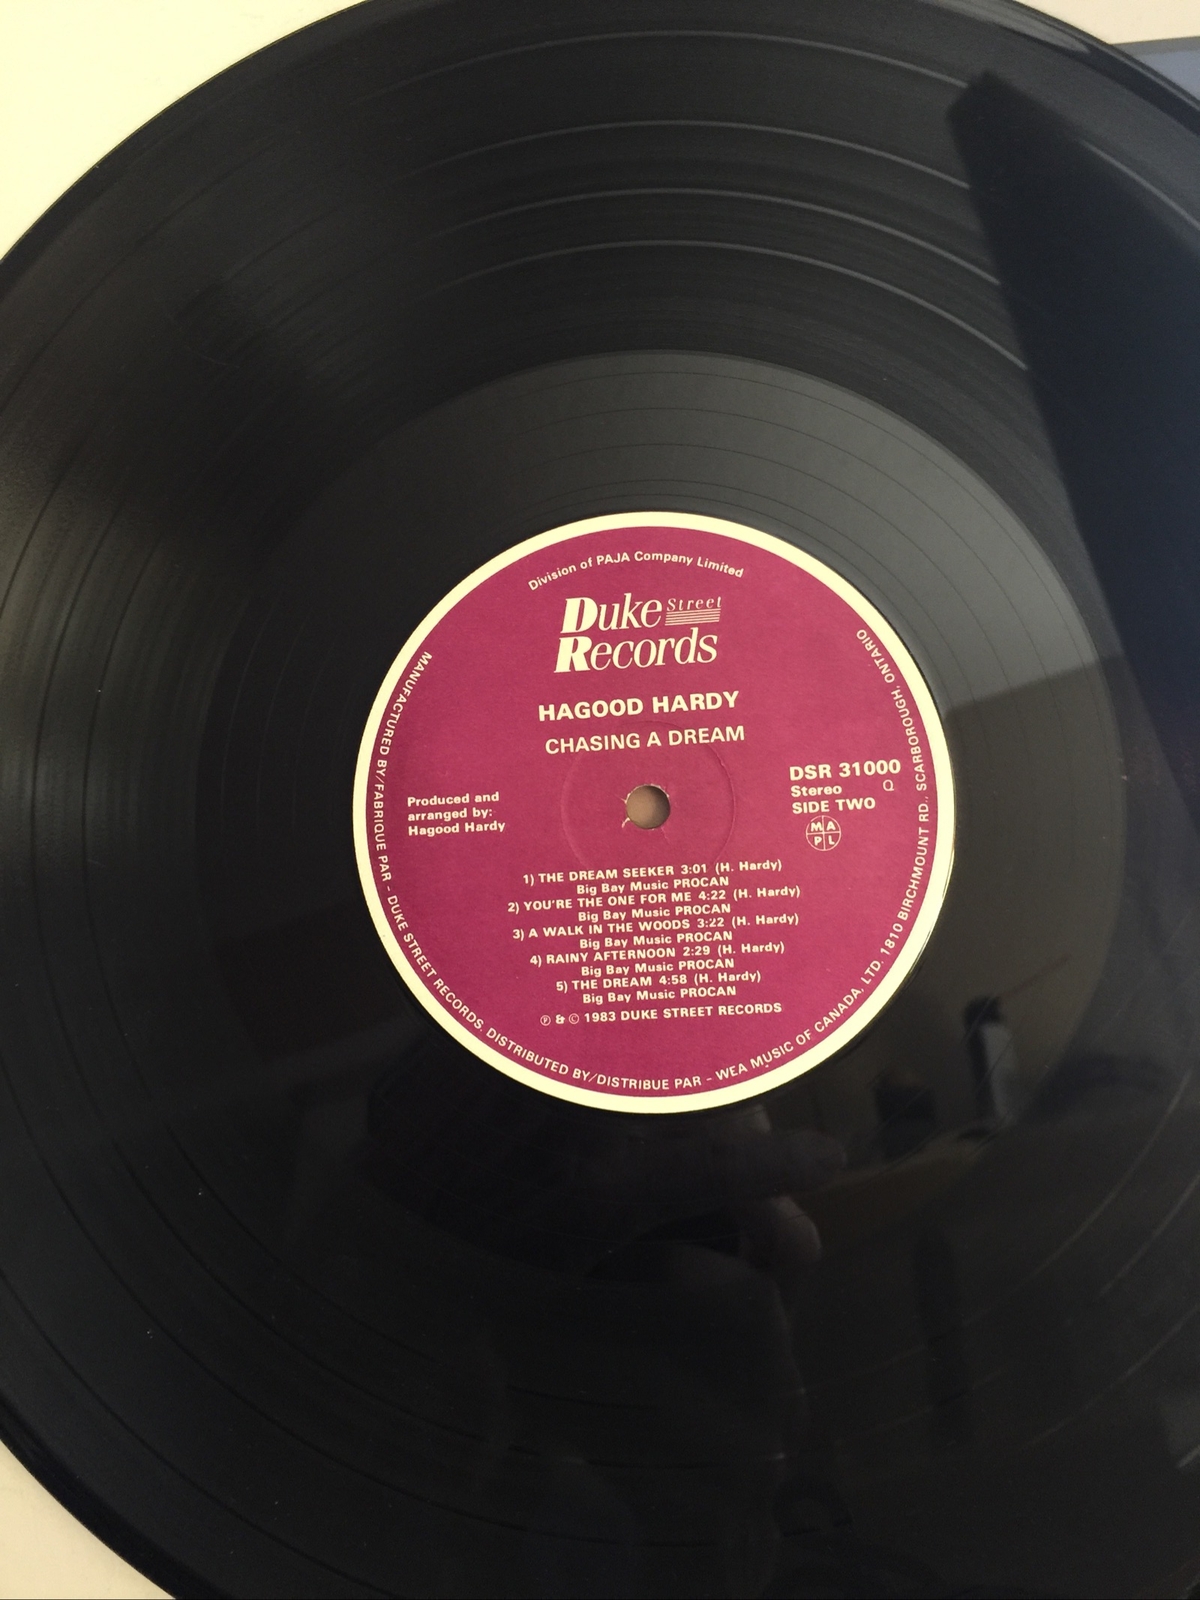 Division of PAJA Company Limited
Duke Street
Records
HAGOOD HARDY
CHASING A DREAM
DSR 31000
Stereo Q
SIDE TWO
M A
P L
Produced and
arranged by:
Hagood Hardy
1) THE DREAM SEEKER 3:01 (H. Hardy)
Big Bay Music PROCAN
2) YOU'RE THE ONE FOR ME 4:22 (H. Hardy)
Big Bay Music PROCAN
3) A WALK IN THE WOODS 3:22 (H. Hardy)
Big Bay Music PROCAN
4) RAINY AFTERNOON 2:29 (H. Hardy)
Big Bay Music PROCAN
5) THE DREAM 4:58 (H. Hardy)
Big Bay Music PROCAN
℗ & © 1983 DUKE STREET RECORDS
MANUFACTURED BY/FABRIQUE PAR - DUKE STREET RECORDS. DISTRIBUTED BY/DISTRIBUE PAR - WEA MUSIC OF CANADA, LTD. 1810 BIRCHMOUNT RD., SCARBOROUGH, ONTARIO